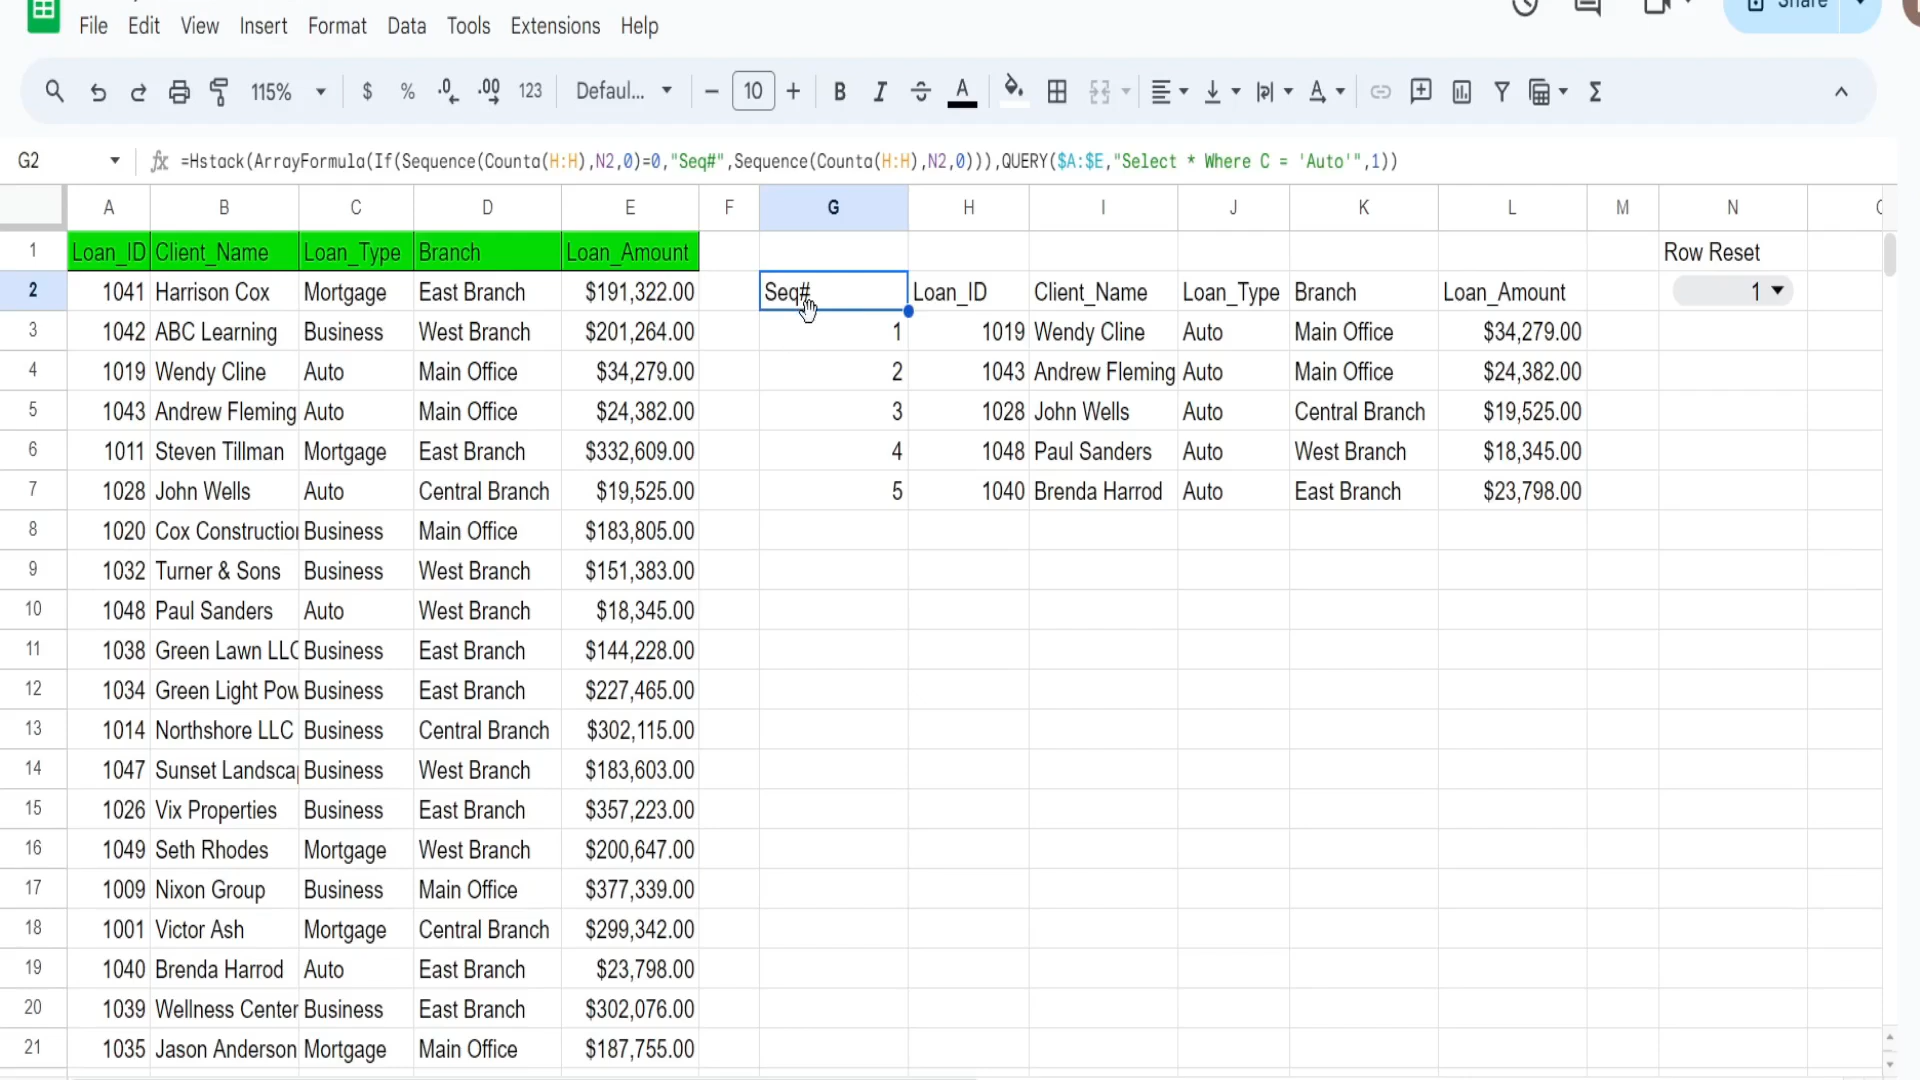 Share
File Edit View Insert Format Data Tools Extensions Help
115% $ % .0 .00 123 Defaul... 10 B I A A Σ
G2 fx =Hstack(ArrayFormula(If(Sequence(Counta(H:H),N2,0)=0,"Seq#",Sequence(Counta(H:H),N2,0))),QUERY($A:$E,"Select * Where C = 'Auto'",1))
A B C D E F G H I J K L M N
1 Loan_ID Client_Name Loan_Type Branch Loan_Amount Row Reset
2 1041 Harrison Cox Mortgage East Branch $191,322.00 Seq# Loan_ID Client_Name Loan_Type Branch Loan_Amount 1
3 1042 ABC Learning Business West Branch $201,264.00 1 1019 Wendy Cline Auto Main Office $34,279.00
4 1019 Wendy Cline Auto Main Office $34,279.00 2 1043 Andrew Fleming Auto Main Office $24,382.00
5 1043 Andrew Fleming Auto Main Office $24,382.00 3 1028 John Wells Auto Central Branch $19,525.00
6 1011 Steven Tillman Mortgage East Branch $332,609.00 4 1048 Paul Sanders Auto West Branch $18,345.00
7 1028 John Wells Auto Central Branch $19,525.00 5 1040 Brenda Harrod Auto East Branch $23,798.00
8 1020 Cox Constructio Business Main Office $183,805.00
9 1032 Turner & Sons Business West Branch $151,383.00
10 1048 Paul Sanders Auto West Branch $18,345.00
11 1038 Green Lawn LLC Business East Branch $144,228.00
12 1034 Green Light Pow Business East Branch $227,465.00
13 1014 Northshore LLC Business Central Branch $302,115.00
14 1047 Sunset Landsca Business West Branch $183,603.00
15 1026 Vix Properties Business East Branch $357,223.00
16 1049 Seth Rhodes Mortgage West Branch $200,647.00
17 1009 Nixon Group Business Main Office $377,339.00
18 1001 Victor Ash Mortgage Central Branch $299,342.00
19 1040 Brenda Harrod Auto East Branch $23,798.00
20 1039 Wellness Center Business East Branch $302,076.00
21 1035 Jason Anderson Mortgage Main Office $187,755.00